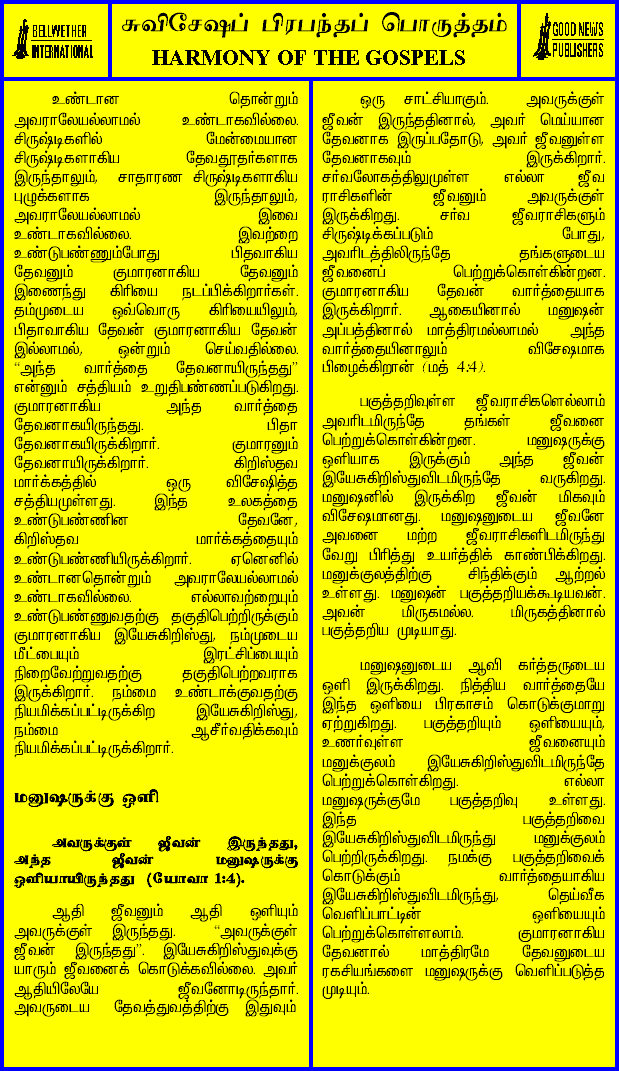 BELLWETHER
INTERNATIONAL
சுவிசேஷப் பிரபந்தப் பொருத்தம்
HARMONY OF THE GOSPELS
GOOD NEWS
PUBLISHERS
உண்டான தொன்றும்
அவராலேயல்லாமல் உண்டாகவில்லை.
சிருஷ்டிகளில் மேன்மையான
சிருஷ்டிகளாகிய தேவதூதர்களாக
இருந்தாலும், சாதாரண சிருஷ்டிகளாகிய
புழுக்களாக இருந்தாலும்,
அவராலேயல்லாமல் இவை
உண்டாகவில்லை. இவற்றை
உண்டுபண்ணும்போது பிதவாகிய
தேவனும் குமாரனாகிய தேவனும்
இணைந்து கிரியை நடப்பிக்கிறார்கள்.
தம்முடைய ஒவ்வொரு கிரியையிலும்,
பிதாவாகிய தேவன் குமாரனாகிய தேவன்
இல்லாமல், ஒன்றும் செய்வதில்லை.
“அந்த வார்த்தை தேவனாயிருந்தது”
என்னும் சத்தியம் உறுதிபண்ணப்படுகிறது.
குமாரனாகிய அந்த வார்த்தை
தேவனாகயிருந்தது. பிதா
தேவனாகயிருக்கிறார். குமாரனும்
தேவனாயிருக்கிறார். கிறிஸ்தவ
மார்க்கத்தில் ஒரு விசேஷித்த
சத்தியமுள்ளது. இந்த உலகத்தை
உண்டுபண்ணின தேவனே,
கிறிஸ்தவ மார்க்கத்தையும்
உண்டுபண்ணியிருக்கிறார். ஏனெனில்
உண்டானதொன்றும் அவராலேயல்லாமல்
உண்டாகவில்லை. எல்லாவற்றையும்
உண்டுபண்ணுவதற்கு தகுதிபெற்றிருக்கும்
குமாரனாகிய இயேசுகிறிஸ்து, நம்முடைய
மீட்பையும் இரட்சிப்பையும்
நிறைவேற்றுவதற்கு தகுதிபெற்றவராக
இருக்கிறார். நம்மை உண்டாக்குவதற்கு
நியமிக்கப்பட்டிருக்கிற இயேசுகிறிஸ்து,
நம்மை ஆசீர்வதிக்கவும்
நியமிக்கப்பட்டிருக்கிறார்.
மனுஷருக்கு ஒளி
அவருக்குள் ஜீவன் இருந்தது,
அந்த ஜீவன் மனுஷருக்கு
ஒளியாயிருந்தது (யோவா 1:4).
ஆதி ஜீவனும் ஆதி ஒளியும்
அவருக்குள் இருந்தது. “அவருக்குள்
ஜீவன் இருந்தது”. இயேசுகிறிஸ்துவுக்கு
யாரும் ஜீவனைக் கொடுக்கவில்லை. அவர்
ஆதியிலேயே ஜீவனோடிருந்தார்.
அவருடைய தேவத்துவத்திற்கு இதுவும்
ஒரு சாட்சியாகும். அவருக்குள்
ஜீவன் இருந்ததினால், அவர் மெய்யான
தேவனாக இருப்பதோடு, அவர் ஜீவனுள்ள
தேவனாகவும் இருக்கிறார்.
சர்வலோகத்திலுமுள்ள எல்லா ஜீவ
ராசிகளின் ஜீவனும் அவருக்குள்
இருக்கிறது. சர்வ ஜீவராசிகளும்
சிருஷ்டிக்கப்படும் போது,
அவரிடத்திலிருந்தே தங்களுடைய
ஜீவனைப் பெற்றுக்கொள்கின்றன.
குமாரனாகிய தேவன் வார்த்தையாக
இருக்கிறார். ஆகையினால் மனுஷன்
அப்பத்தினால் மாத்திரமல்லாமல் அந்த
வார்த்தையினாலும் விசேஷமாக
பிழைக்கிறான் (மத் 4:4).
பகுத்தறிவுள்ள ஜீவராசிகளெல்லாம்
அவரிடமிருந்தே தங்கள் ஜீவனை
பெற்றுக்கொள்கின்றன. மனுஷருக்கு
ஒளியாக இருக்கும் அந்த ஜீவன்
இயேசுகிறிஸ்துவிடமிருந்தே வருகிறது.
மனுஷனில் இருக்கிற ஜீவன் மிகவும்
விசேஷமானது. மனுஷனுடைய ஜீவனே
அவனை மற்ற ஜீவராசிகளிடமிருந்து
வேறு பிரித்து உயர்த்திக் காண்பிக்கிறது.
மனுக்குலத்திற்கு சிந்திக்கும் ஆற்றல்
உள்ளது. மனுஷன் பகுத்தறியக்கூடியவன்.
அவன் மிருகமல்ல. மிருகத்தினால்
பகுத்தறிய முடியாது.
மனுஷனுடைய ஆவி கர்த்தருடைய
ஒளி இருக்கிறது. நித்திய வார்த்தையே
இந்த ஒளியை பிரகாசம் கொடுக்குமாறு
ஏற்றுகிறது. பகுத்தறியும் ஒளியையும்,
உணர்வுள்ள ஜீவனையும்
மனுக்குலம் இயேசுகிறிஸ்துவிடமிருந்தே
பெற்றுக்கொள்கிறது. எல்லா
மனுஷருக்குமே பகுத்தறிவு உள்ளது.
இந்த பகுத்தறிவை
இயேசுகிறிஸ்துவிடமிருந்து மனுக்குலம்
பெற்றிருக்கிறது. நமக்கு பகுத்தறிவைக்
கொடுக்கும் வார்த்தையாகிய
இயேசுகிறிஸ்துவிடமிருந்து, தெய்வீக
வெளிப்பாட்டின் ஒளியையும்
பெற்றுக்கொள்ளலாம். குமாரனாகிய
தேவனால் மாத்திரமே தேவனுடைய
ரகசியங்களை மனுஷருக்கு வெளிப்படுத்த
முடியும்.